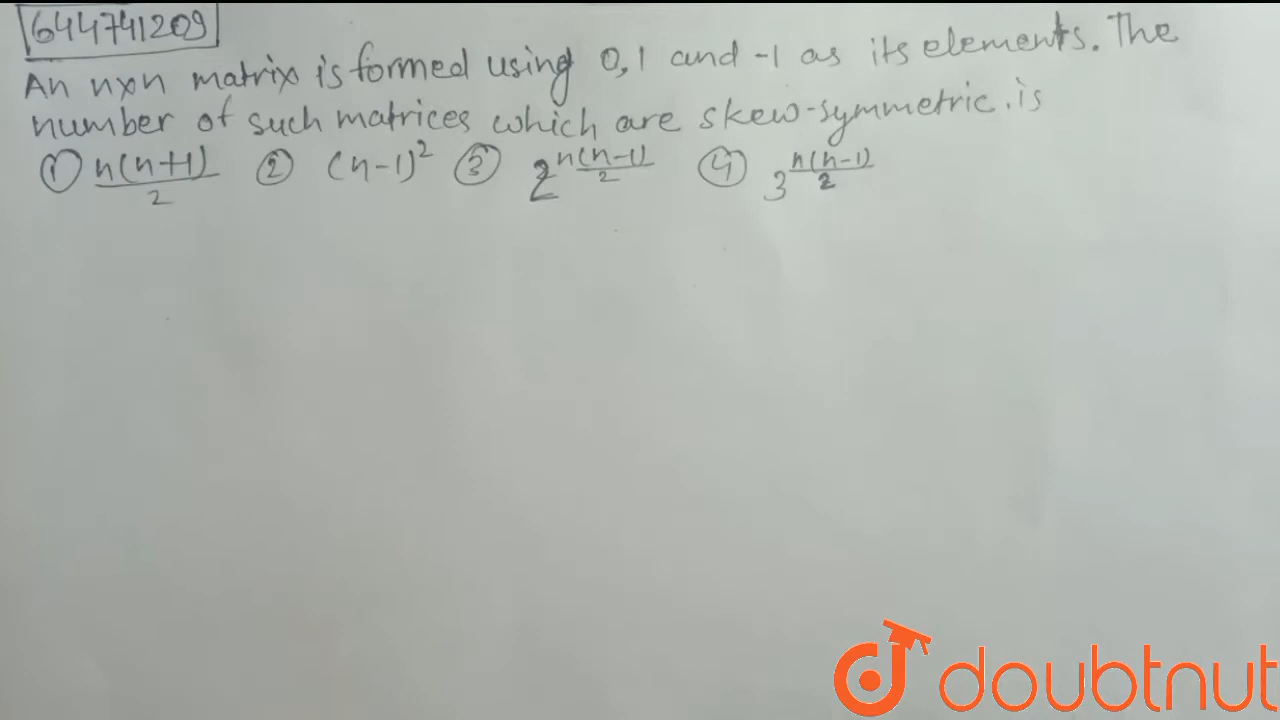 644741209
An nxn matrix is formed using 0,1 and -1 as its elements. The
number of such matrices which are skew-symmetric. is
① n(n+1)/2 ② (n-1)² ③ 2^(n(n-1)/2) ④ 3^(n(n-1)/2)
doubtnut